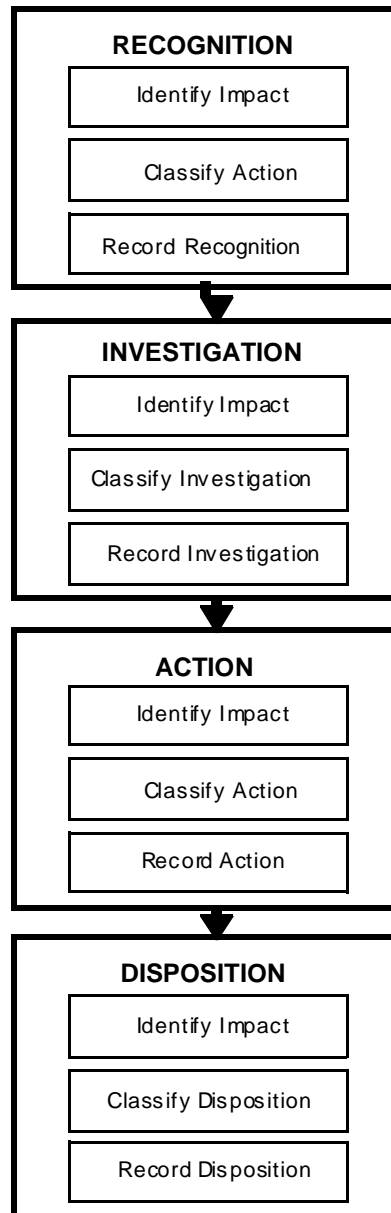 RECOGNITION
Identify Impact
Classify Action
Record Recognition
INVESTIGATION
Identify Impact
Classify Investigation
Record Investigation
ACTION
Identify Impact
Classify Action
Record Action
DISPOSITION
Identify Impact
Classify Disposition
Record Disposition